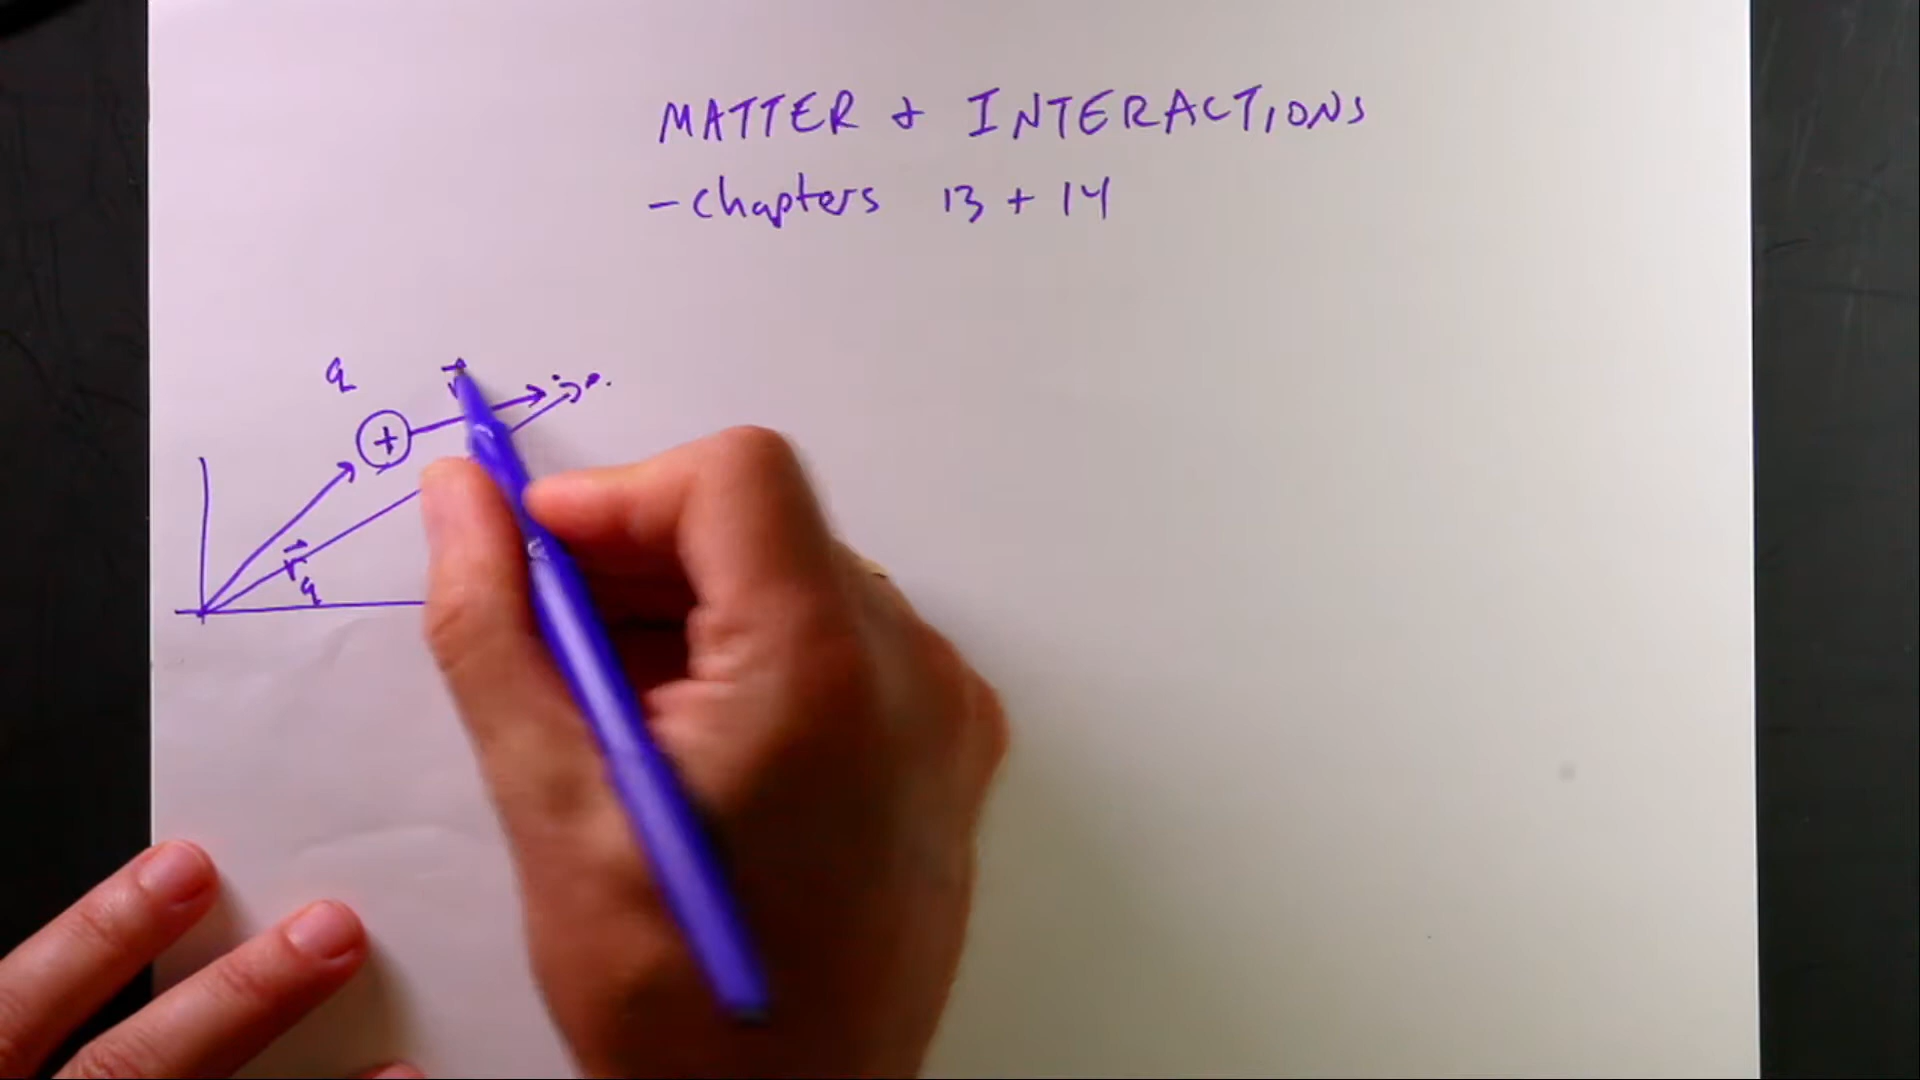 MATTER & INTERACTIONS
- chapters 13 + 14
q
r
+
r q